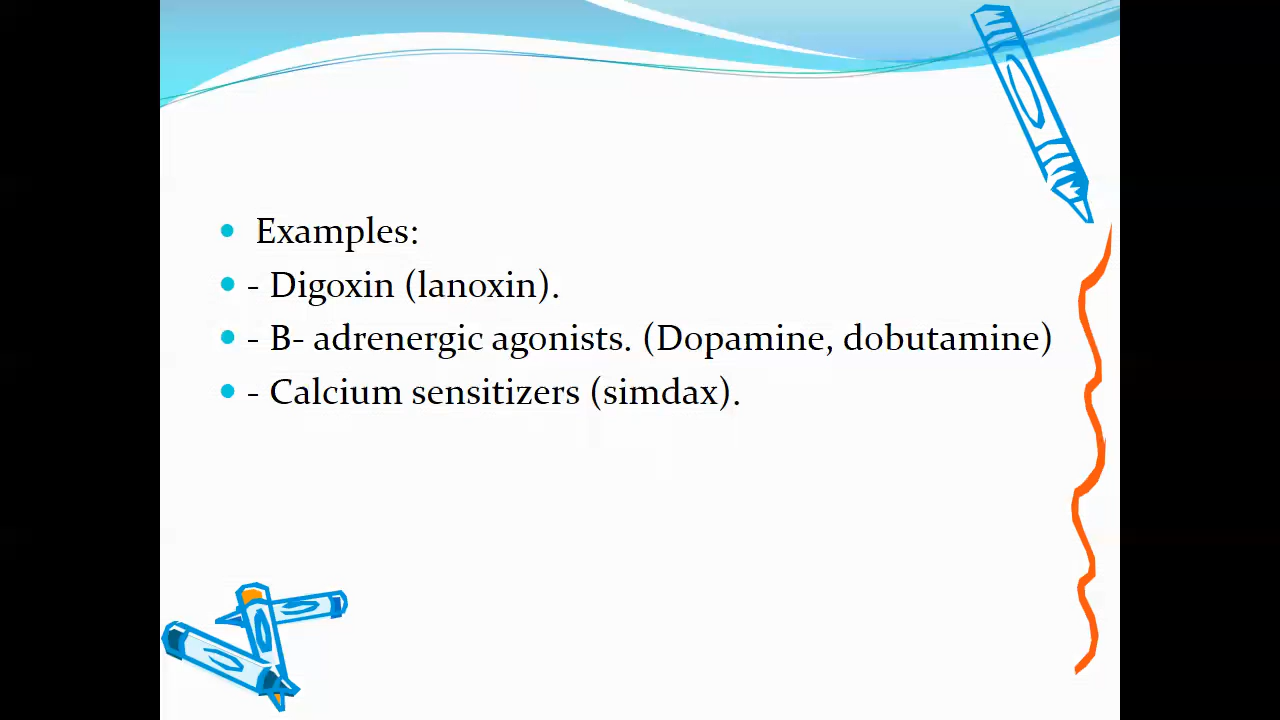 • Examples:
• - Digoxin (lanoxin).
• - B- adrenergic agonists. (Dopamine, dobutamine)
• - Calcium sensitizers (simdax).